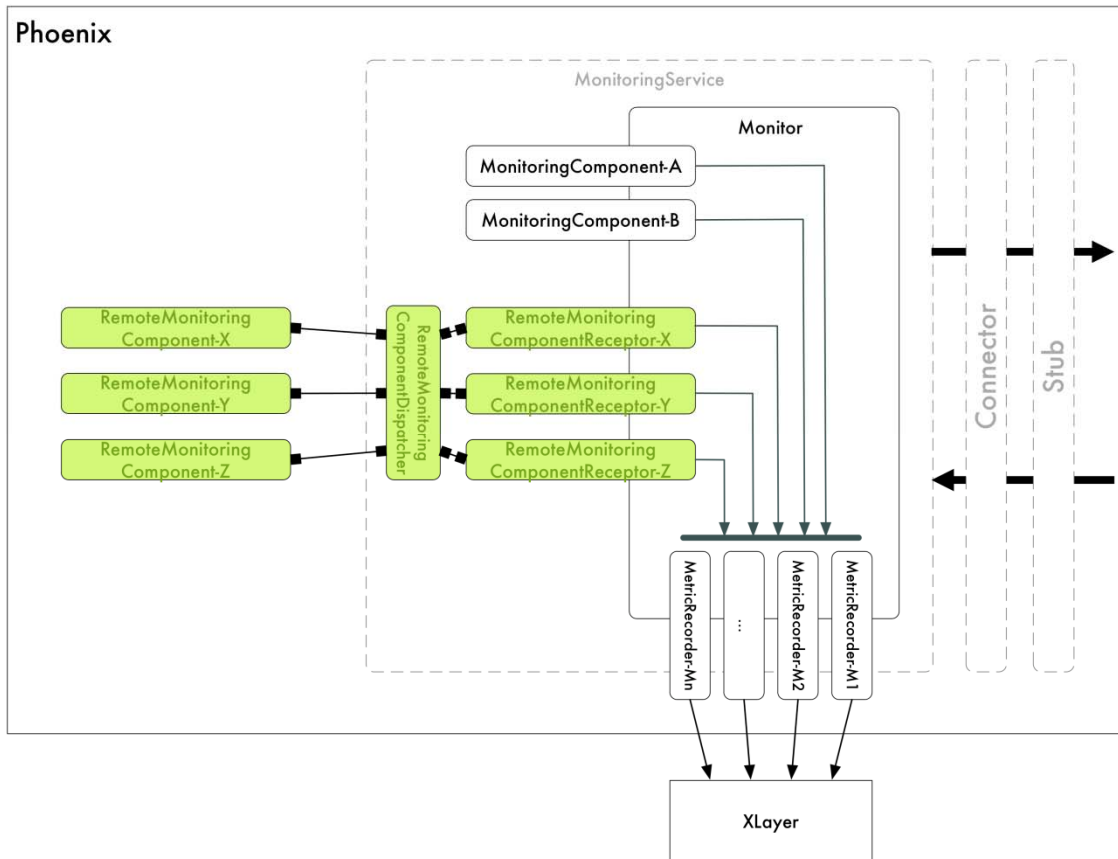 Phoenix
MonitoringService
Monitor
MonitoringComponent-A
MonitoringComponent-B
RemoteMonitoring
Component-X
RemoteMonitoring
Component-Y
RemoteMonitoring
Component-Z
RemoteMonitoring
ComponentDispatcher
RemoteMonitoring
ComponentReceptor-X
RemoteMonitoring
ComponentReceptor-Y
RemoteMonitoring
ComponentReceptor-Z
Connector
Stub
MetricRecorder-Mn
...
MetricRecorder-M2
MetricRecorder-M1
XLayer